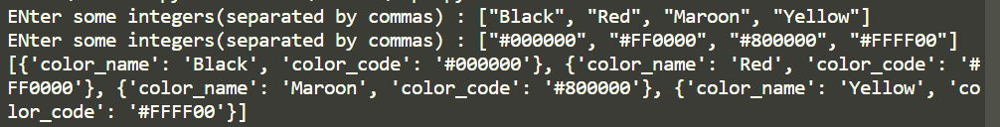 ENter some integers(separated by commas) : ["Black", "Red", "Maroon", "Yellow"]
ENter some integers(separated by commas) : ["#000000", "#FF0000", "#800000", "#FFFF00"]
[{'color_name': 'Black', 'color_code': '#000000'}, {'color_name': 'Red', 'color_code': '#
FF0000'}, {'color_name': 'Maroon', 'color_code': '#800000'}, {'color_name': 'Yellow', 'co
lor_code': '#FFFF00'}]